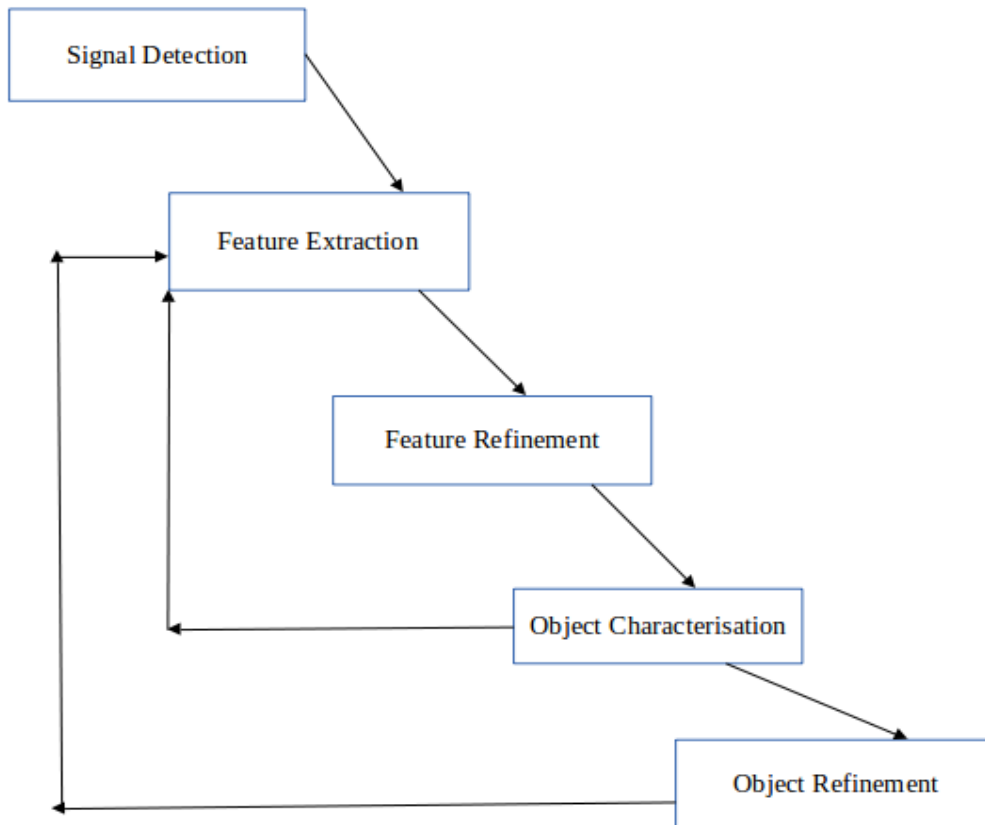 Signal Detection
Feature Extraction
Feature Refinement
Object Characterisation
Object Refinement